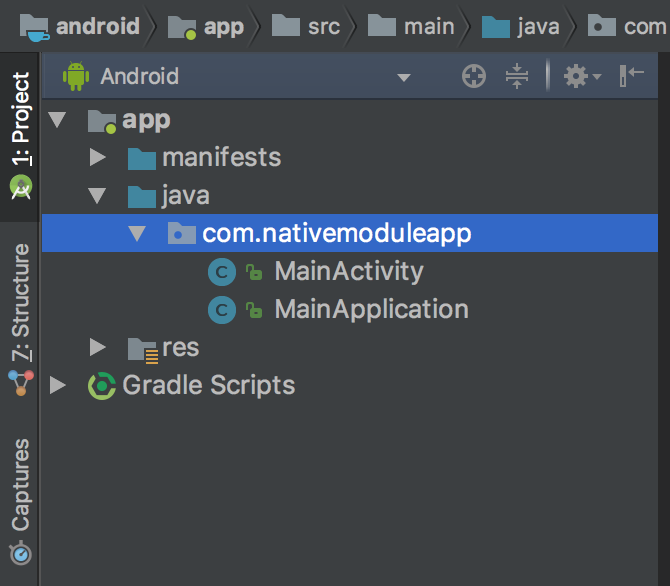 android app src main java com
Android
app
manifests
java
com.nativemoduleapp
C MainActivity
C MainApplication
res
Gradle Scripts
1: Project
7: Structure
Captures